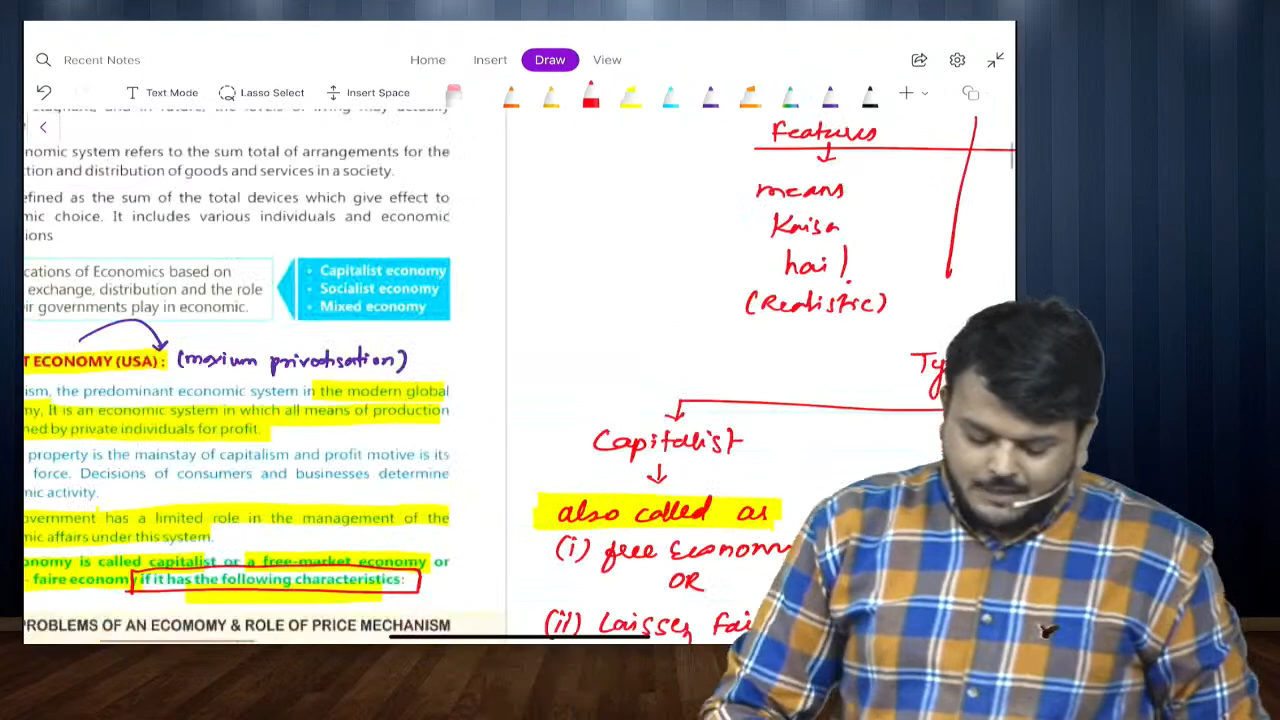 Recent Notes
Home Insert Draw View
Text Mode Lasso Select Insert Space
nomic system refers to the sum total of arrangements for the
tion and distribution of goods and services in a society.
efined as the sum of the total devices which give effect to
mic choice. It includes various individuals and economic
ions
cations of Economics based on
exchange, distribution and the role
ir governments play in economic.
• Capitalist economy
• Socialist economy
• Mixed economy
T ECONOMY (USA) : (maxium privatisation)
ism, the predominant economic system in the modern global
my, It is an economic system in which all means of production
ned by private individuals for profit.
property is the mainstay of capitalism and profit motive is its
force. Decisions of consumers and businesses determine
mic activity.
overnment has a limited role in the management of the
mic affairs under this system.
onomy is called capitalist or a free-market economy or
- faire economy if it has the following characteristics:
PROBLEMS OF AN ECOMOMY & ROLE OF PRICE MECHANISM
Features
means
Kaisa
hai!
(Realistic)
Ty
Capitalist
also called as
(i) free Economy
OR
(ii) Laissez Fai